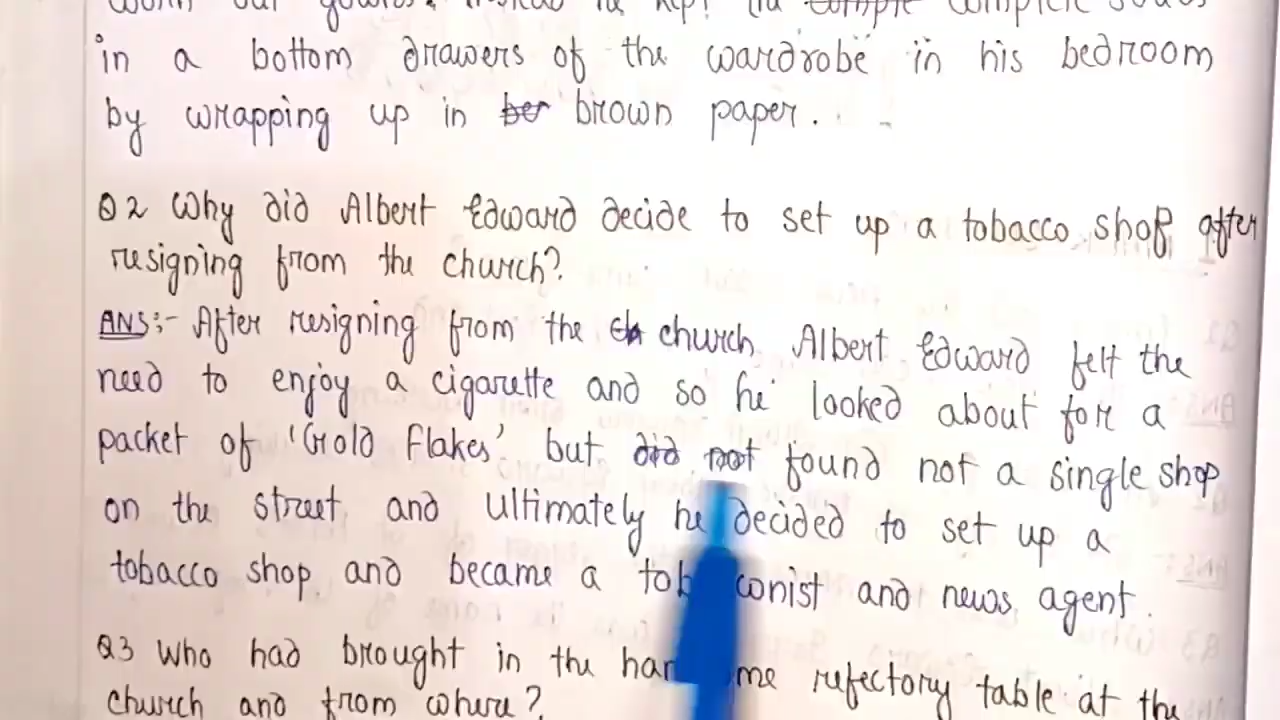 in a bottom drawers of the wardrobe in his bedroom
by wrapping up in ber brown paper.
Q2 Why did Albert Edward decide to set up a tobacco shop after
resigning from the church?
ANS:- After resigning from the ch church, Albert Edward felt the
need to enjoy a cigarette and so he looked about for a
packet of 'Gold Flakes' but did not found not a single shop
on the street and ultimately he decided to set up a
tobacco shop and became a and news agent.
Q3 Who had brought in the refectory table at the
church and from where?